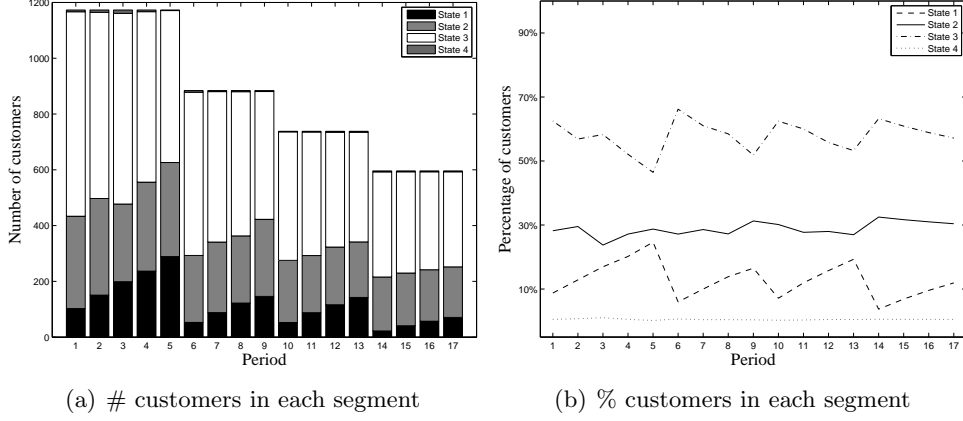 1200
1000
800
600
400
200
0
Number of customers
State 1
State 2
State 3
State 4
1 2 3 4 5 6 7 8 9 10 11 12 13 14 15 16 17
Period
(a) # customers in each segment
90%
70%
50%
30%
10%
Percentage of customers
State 1
State 2
State 3
State 4
1 2 3 4 5 6 7 8 9 10 11 12 13 14 15 16 17
Period
(b) % customers in each segment